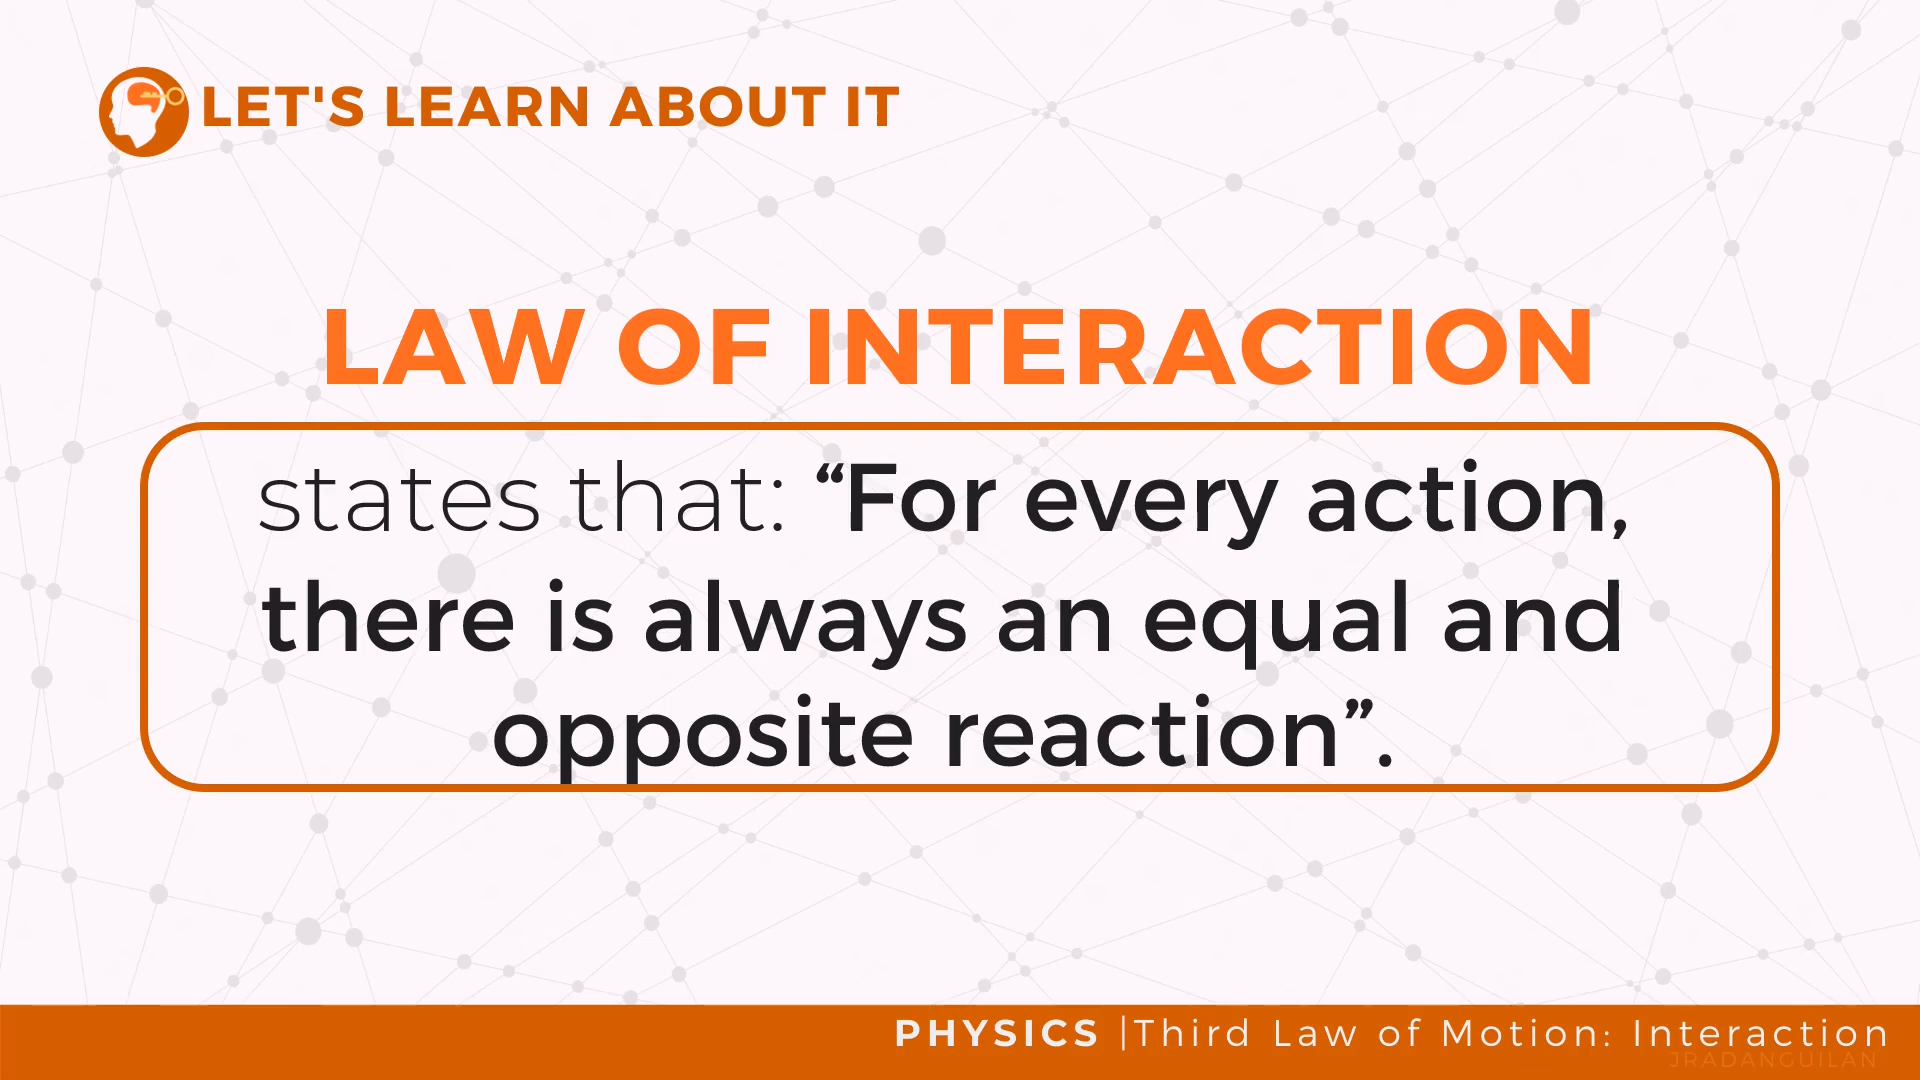 LET'S LEARN ABOUT IT
LAW OF INTERACTION
states that: “For every action,
there is always an equal and
opposite reaction”.
PHYSICS |Third Law of Motion: Interaction
JRADANGUILAN